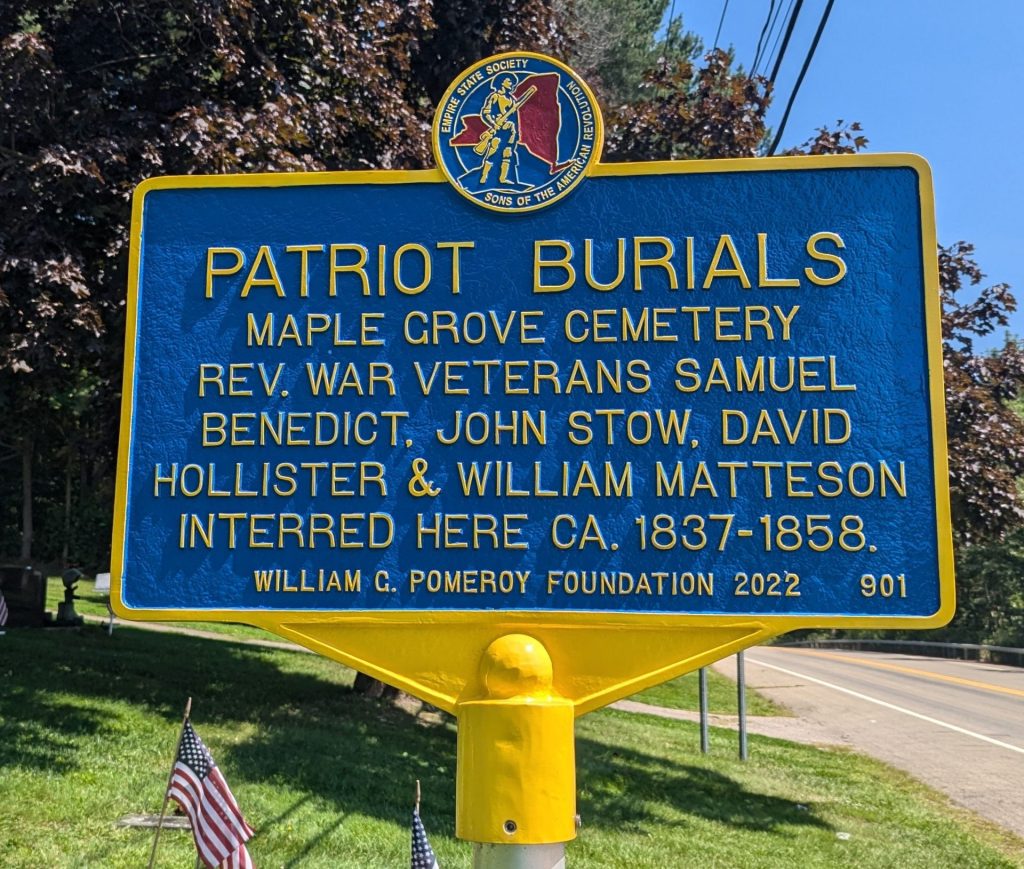 EMPIRE STATE SOCIETY
SONS OF THE AMERICAN REVOLUTION
PATRIOT BURIALS
MAPLE GROVE CEMETERY
REV. WAR VETERANS SAMUEL
BENEDICT, JOHN STOW, DAVID
HOLLISTER & WILLIAM MATTESON
INTERRED HERE CA. 1837-1858.
WILLIAM G. POMEROY FOUNDATION 2022 901